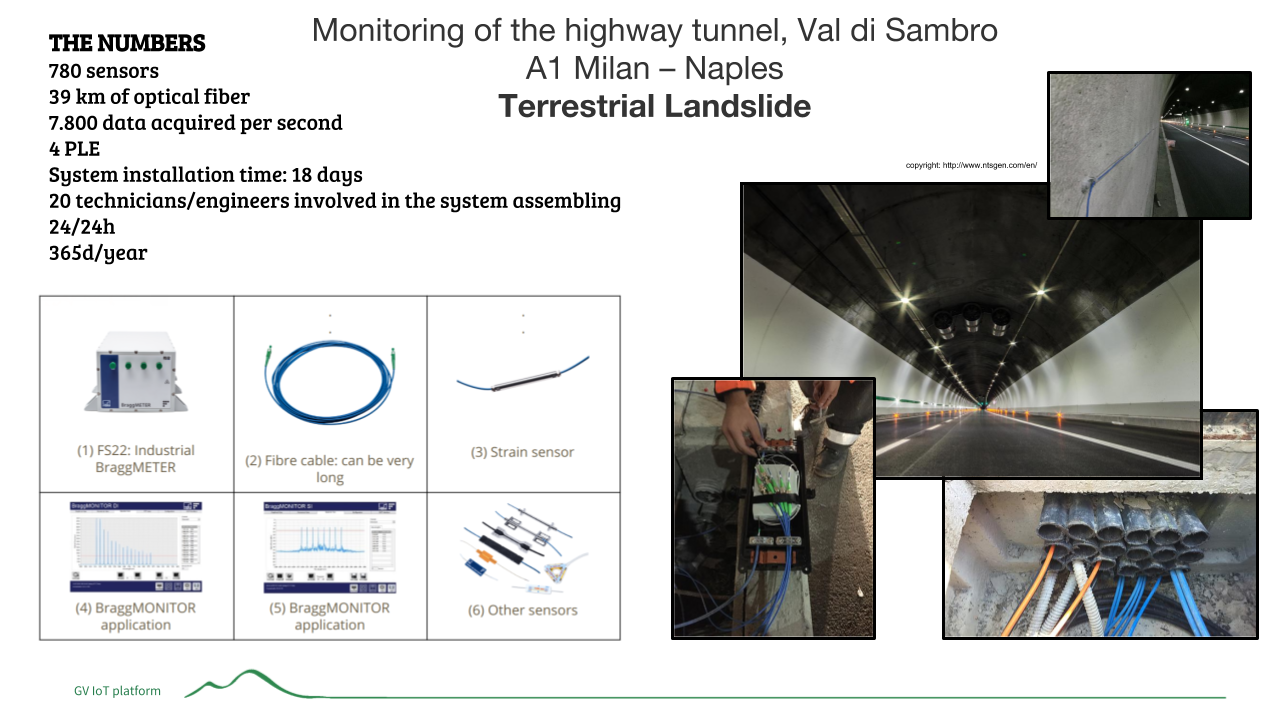 Monitoring of the highway tunnel, Val di Sambro
A1 Milan – Naples
Terrestrial Landslide
THE NUMBERS
780 sensors
39 km of optical fiber
7.800 data acquired per second
4 PLE
System installation time: 18 days
20 technicians/engineers involved in the system assembling
24/24h
365d/year
copyright: http://www.ntsgen.com/en/
BraggMETER
(1) FS22: Industrial
BraggMETER
(2) Fibre cable: can be very
long
(3) Strain sensor
BraggMONITOR DI
(4) BraggMONITOR
application
BraggMONITOR SI
(5) BraggMONITOR
application
(6) Other sensors
GV IoT platform